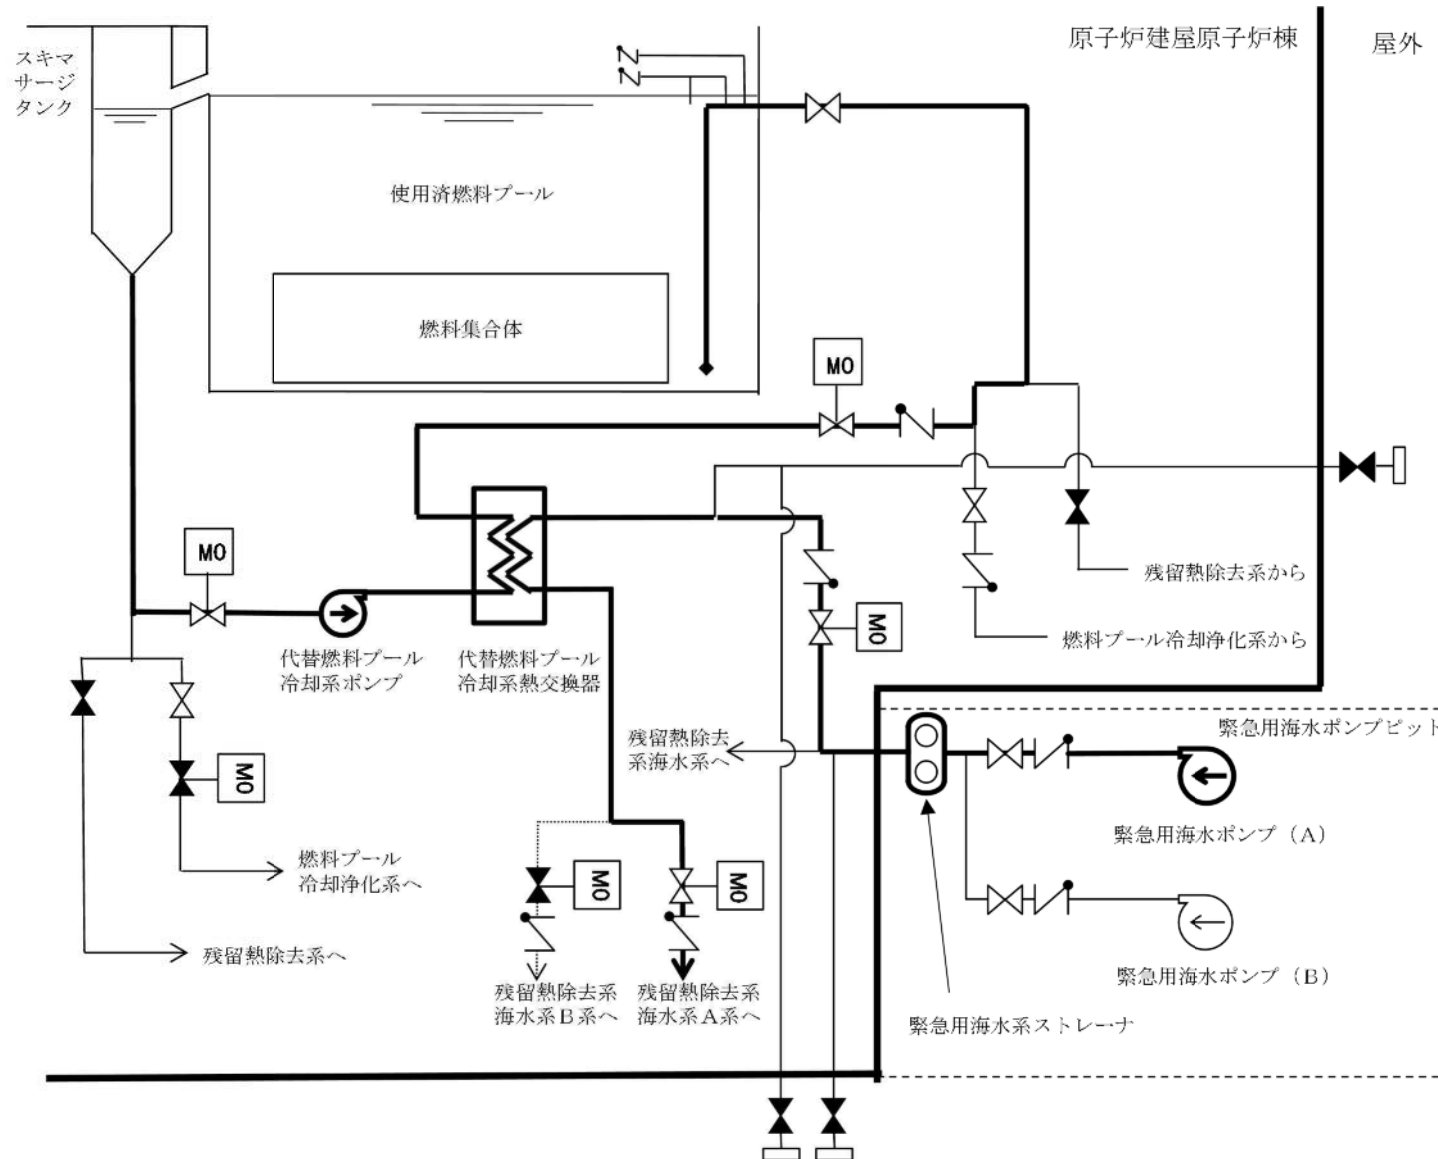 原子炉建屋原子炉棟
屋外
スキマ
サージ
タンク
使用済燃料プール
燃料集合体
MO
MO
残留熱除去系から
MO
燃料プール冷却浄化系から
代替燃料プール
冷却系ポンプ
代替燃料プール
冷却系熱交換器
緊急用海水ポンプピット
残留熱除去
系海水系へ
MO
緊急用海水ポンプ（A）
燃料プール
冷却浄化系へ
MO
MO
残留熱除去系へ
緊急用海水ポンプ（B）
残留熱除去系
海水系Ｂ系へ
残留熱除去系
海水系Ａ系へ
緊急用海水系ストレーナ